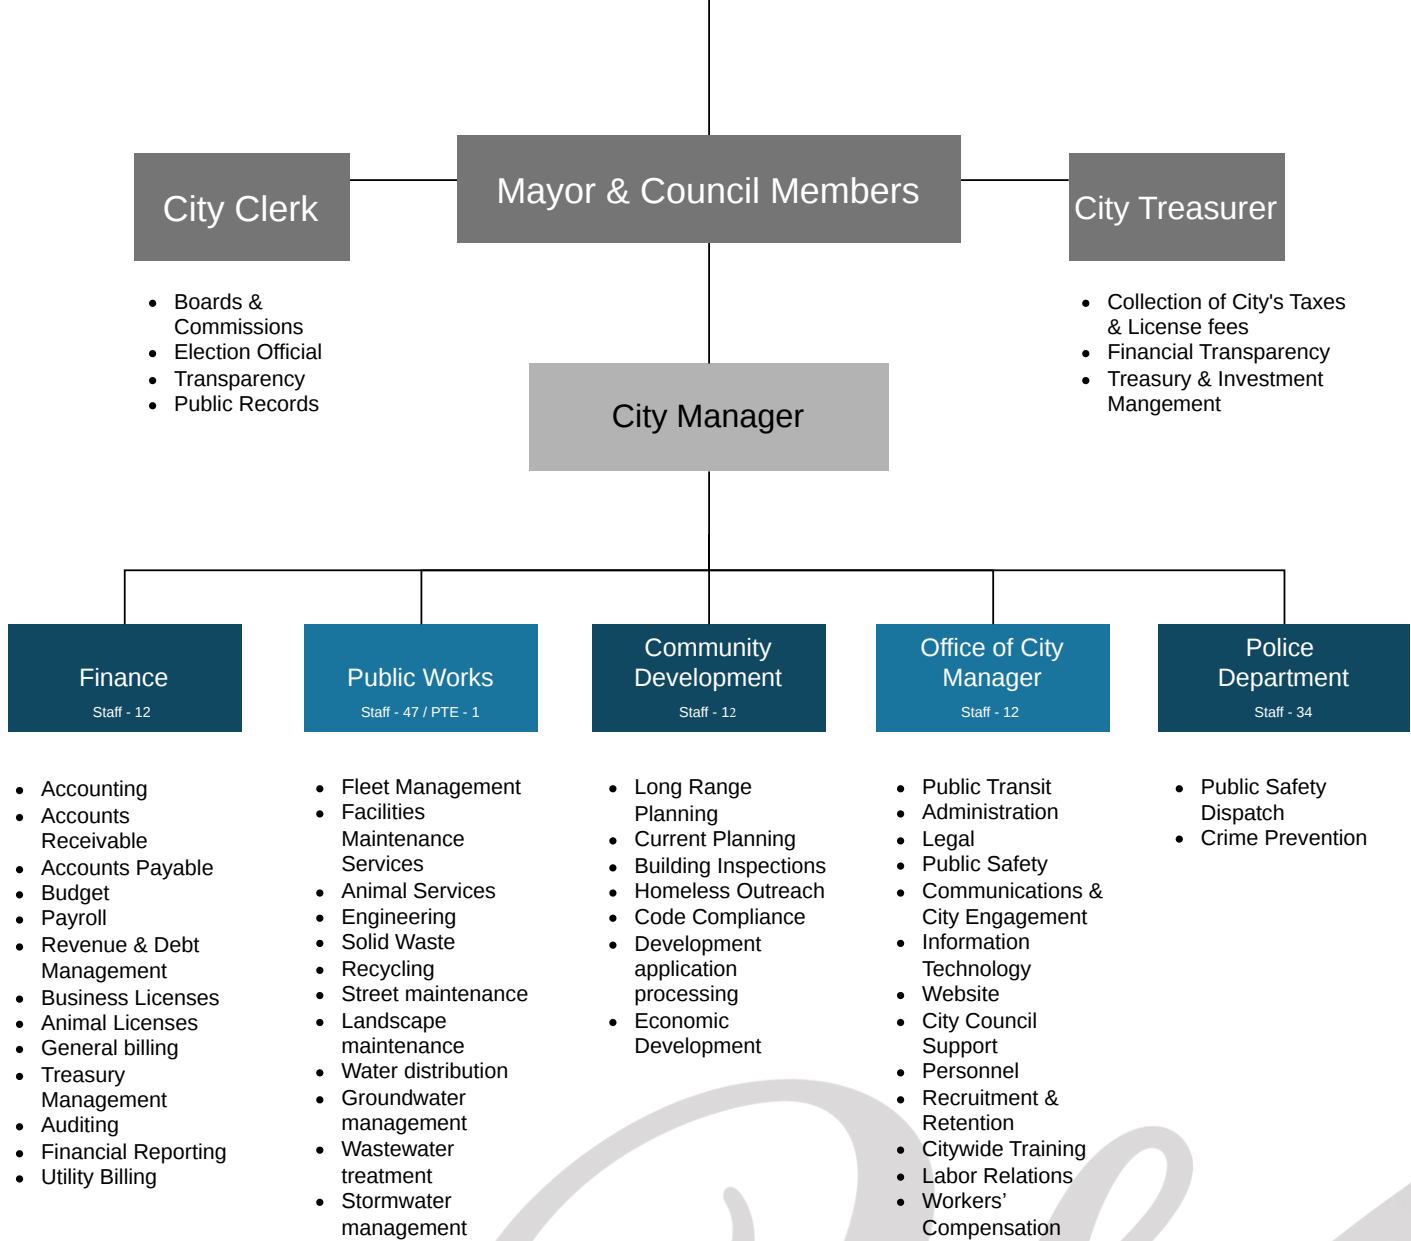 Mayor & Council Members
City Clerk
City Treasurer
• Boards &
Commissions
• Election Official
• Transparency
• Public Records
• Collection of City's Taxes
& License fees
• Financial Transparency
• Treasury & Investment
Mangement
City Manager
Finance
Staff - 12
Public Works
Staff - 47 / PTE - 1
Community
Development
Staff - 12
Office of City
Manager
Staff - 12
Police
Department
Staff - 34
• Accounting
• Accounts
Receivable
• Accounts Payable
• Budget
• Payroll
• Revenue & Debt
Management
• Business Licenses
• Animal Licenses
• General billing
• Treasury
Management
• Auditing
• Financial Reporting
• Utility Billing
• Fleet Management
• Facilities
Maintenance
Services
• Animal Services
• Engineering
• Solid Waste
• Recycling
• Street maintenance
• Landscape
maintenance
• Water distribution
• Groundwater
management
• Wastewater
treatment
• Stormwater
management
• Long Range
Planning
• Current Planning
• Building Inspections
• Homeless Outreach
• Code Compliance
• Development
application
processing
• Economic
Development
• Public Transit
• Administration
• Legal
• Public Safety
• Communications &
City Engagement
• Information
Technology
• Website
• City Council
Support
• Personnel
• Recruitment &
Retention
• Citywide Training
• Labor Relations
• Workers’
Compensation
• Public Safety
Dispatch
• Crime Prevention